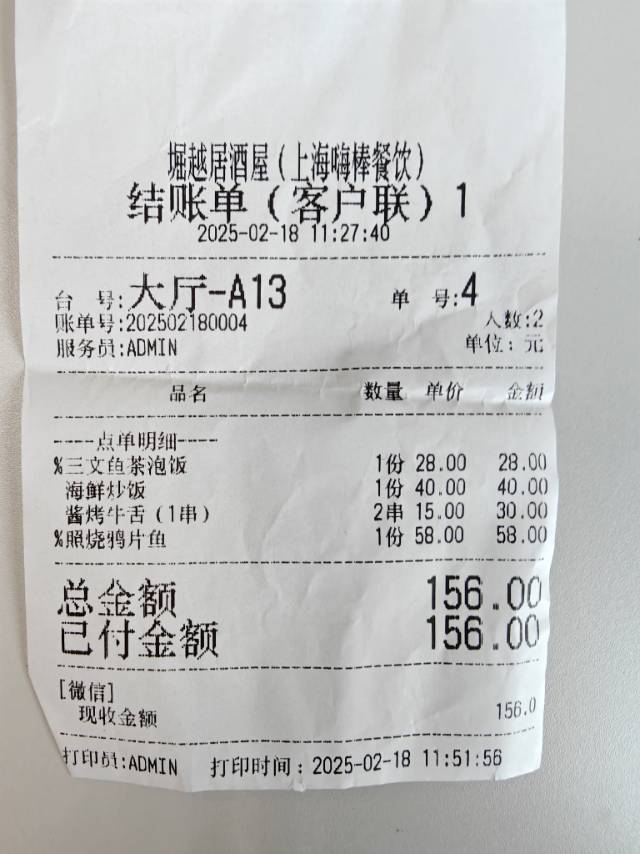 堀越居酒屋(上海嗨棒餐饮)
结账单(客户联)1
2025-02-18 11:27:40
台 号:大厅-A13 单 号:4
账单号:202502180004 人数:2
服务员:ADMIN 单位:元
品名 数量 单价 金额
----点单明细----
%三文鱼茶泡饭 1份 28.00 28.00
海鲜炒饭 1份 40.00 40.00
酱烤牛舌(1串) 2串 15.00 30.00
%照烧鸦片鱼 1份 58.00 58.00
总金额 156.00
已付金额 156.00
[微信]
现收金额 156.0
打印员:ADMIN 打印时间:2025-02-18 11:51:56